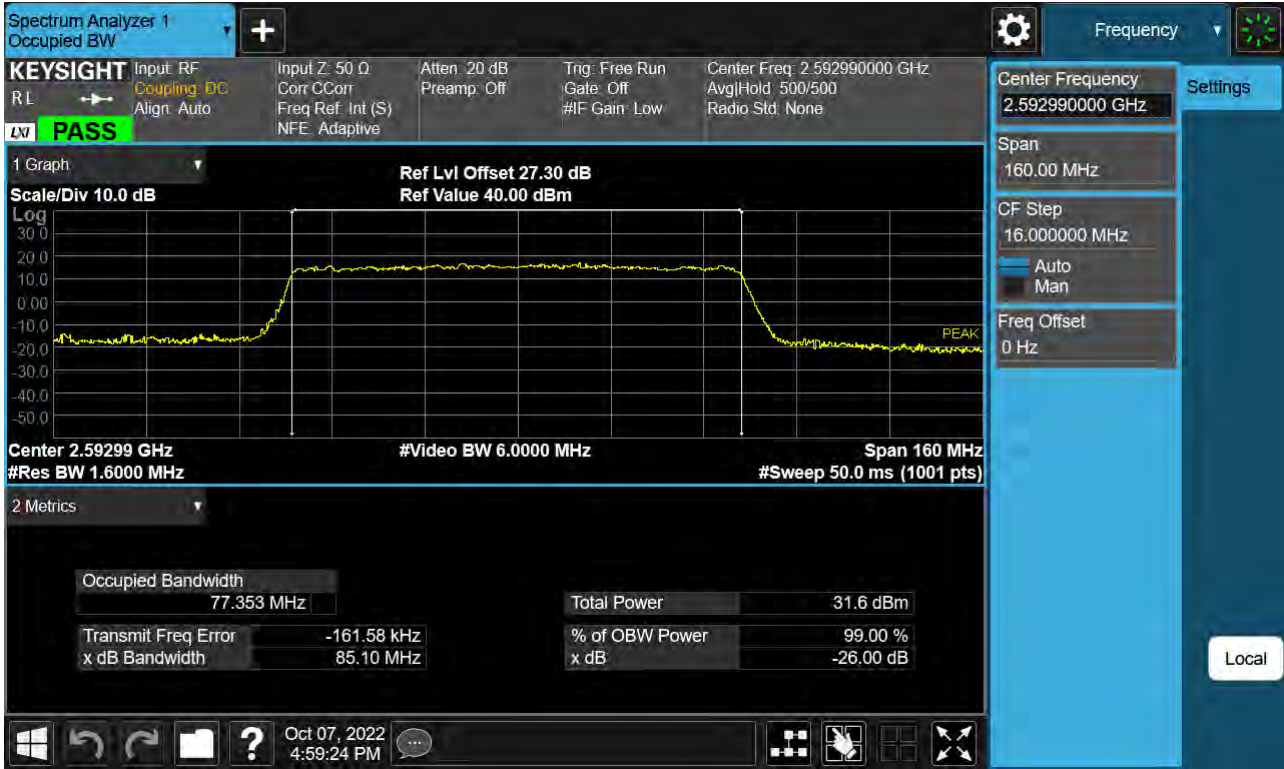 Spectrum Analyzer 1
Occupied BW
Frequency
KEYSIGHT
R L
LXI PASS
Input: RF
Coupling: DC
Align: Auto
Input Z: 50 Ω
Corr CCorr
Freq Ref: Int (S)
NFE: Adaptive
Atten: 20 dB
Preamp: Off
Trig: Free Run
Gate: Off
#IF Gain: Low
Center Freq: 2.592990000 GHz
Avg|Hold: 500/500
Radio Std: None
1 Graph
Scale/Div 10.0 dB
Ref Lvl Offset 27.30 dB
Ref Value 40.00 dBm
Log
30.0
20.0
10.0
0.00
-10.0
-20.0
-30.0
-40.0
-50.0
PEAK
Center 2.59299 GHz
#Video BW 6.0000 MHz
Span 160 MHz
#Res BW 1.6000 MHz
#Sweep 50.0 ms (1001 pts)
2 Metrics
Occupied Bandwidth
77.353 MHz
Total Power 31.6 dBm
Transmit Freq Error -161.58 kHz
% of OBW Power 99.00 %
x dB Bandwidth 85.10 MHz
x dB -26.00 dB
Center Frequency
2.592990000 GHz
Settings
Span
160.00 MHz
CF Step
16.000000 MHz
Auto
Man
Freq Offset
0 Hz
Local
?
Oct 07, 2022
4:59:24 PM